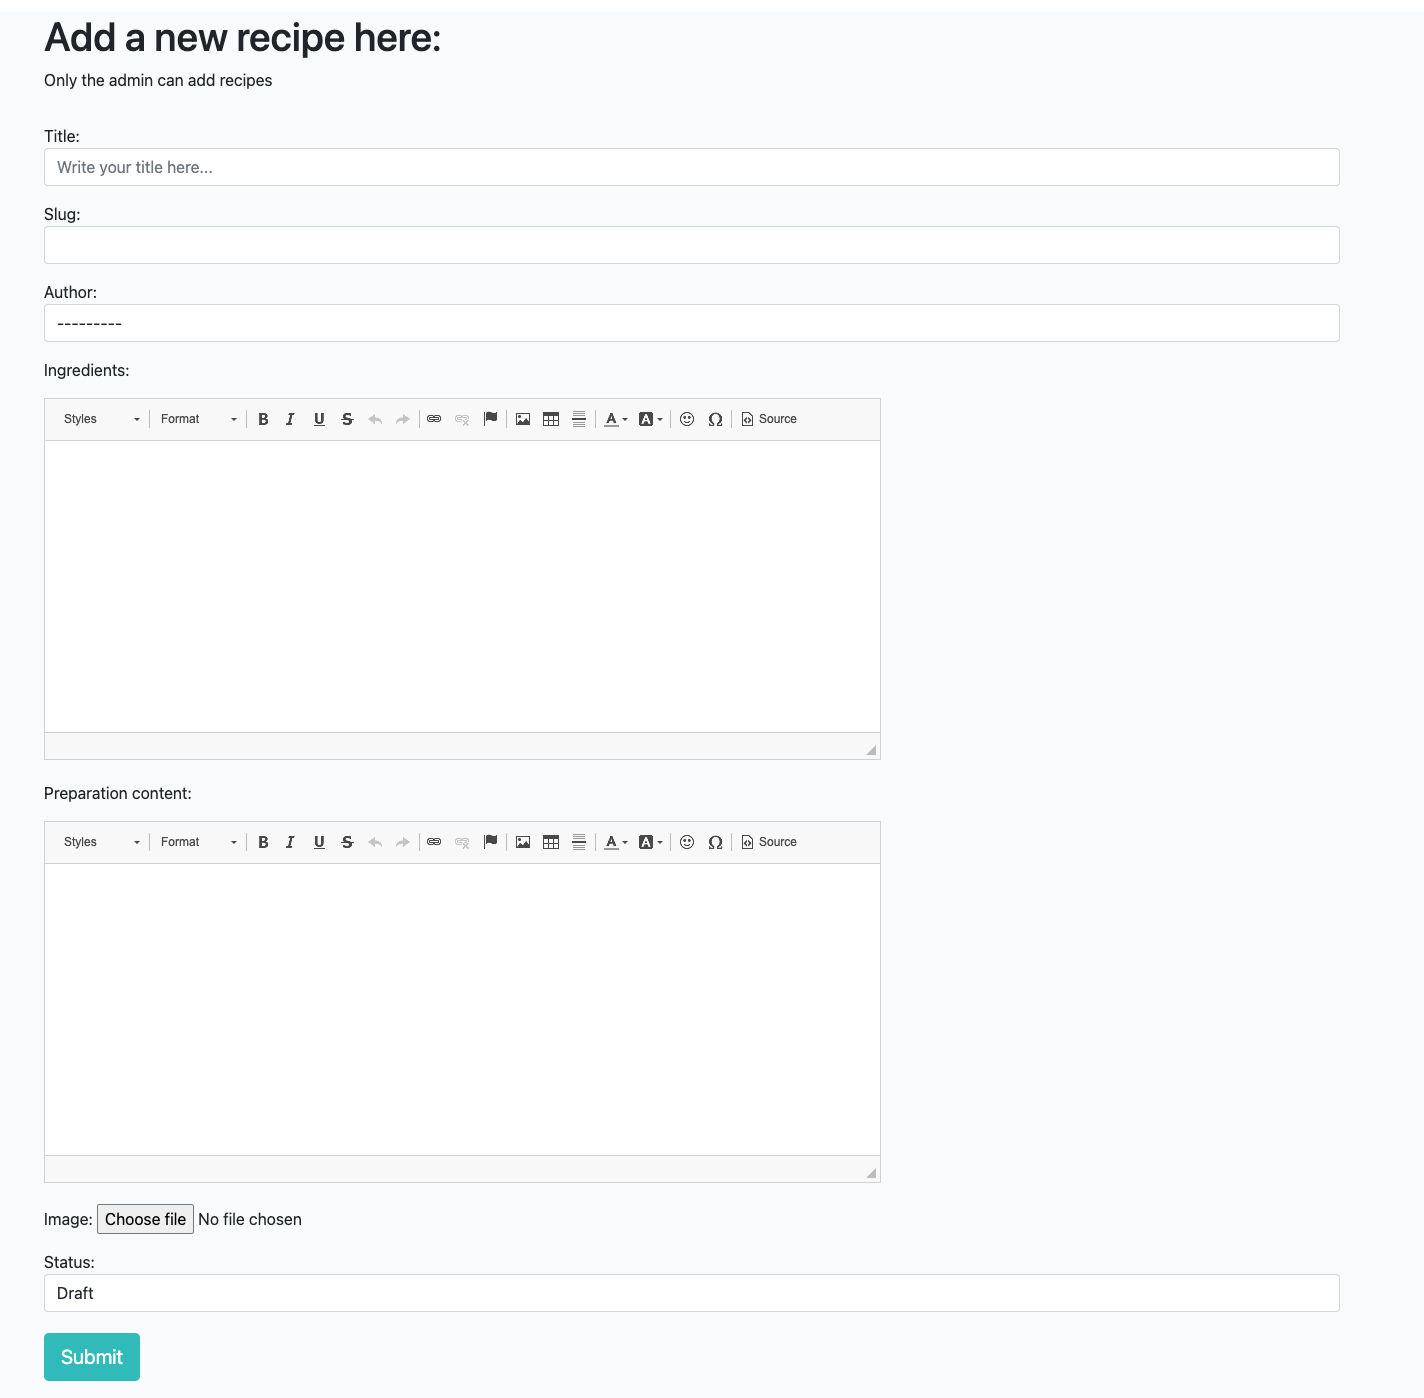 Add a new recipe here:
Only the admin can add recipes
Title:
Write your title here...
Slug:
Author:
---------
Ingredients:
Styles Format B I U S A A Ω Source
Preparation content:
Styles Format B I U S A A Ω Source
Image: Choose file No file chosen
Status:
Draft
Submit